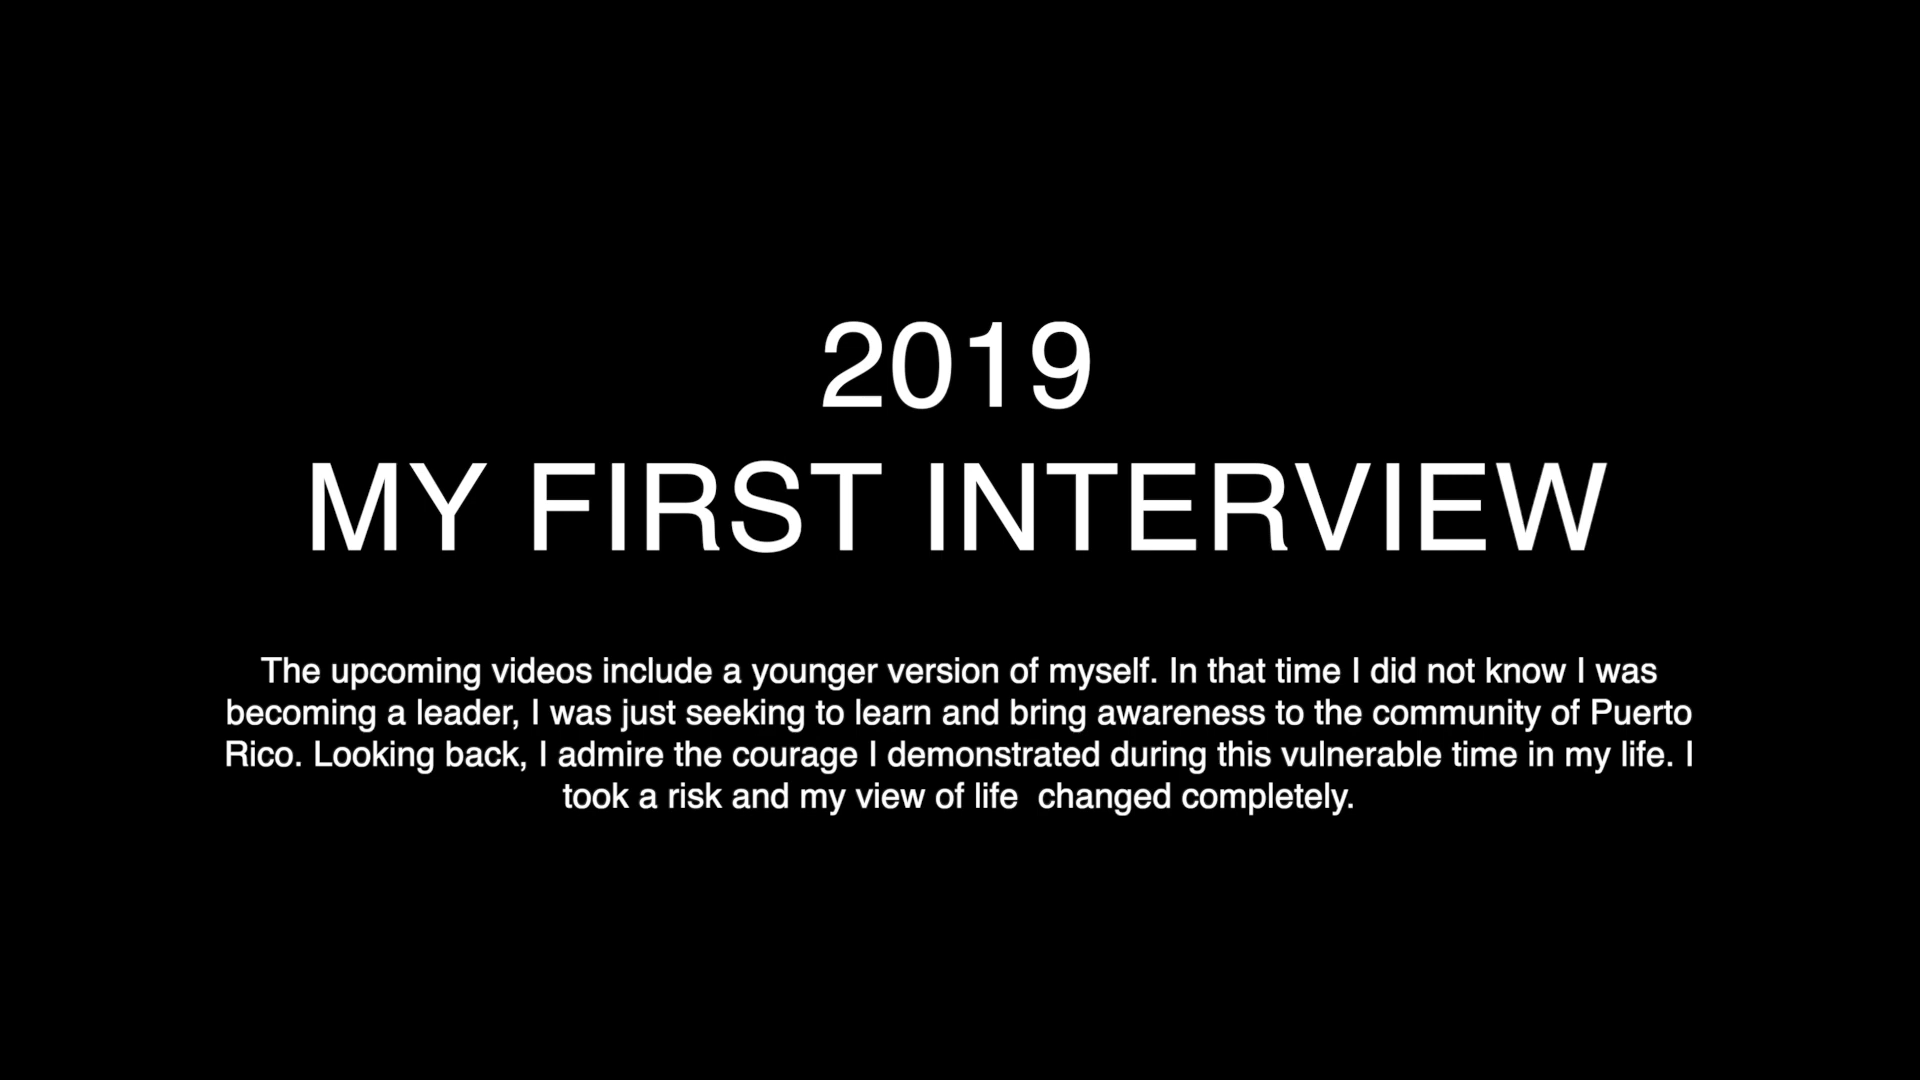 2019
MY FIRST INTERVIEW
The upcoming videos include a younger version of myself. In that time I did not know I was
becoming a leader, I was just seeking to learn and bring awareness to the community of Puerto
Rico. Looking back, I admire the courage I demonstrated during this vulnerable time in my life. I
took a risk and my view of life  changed completely.